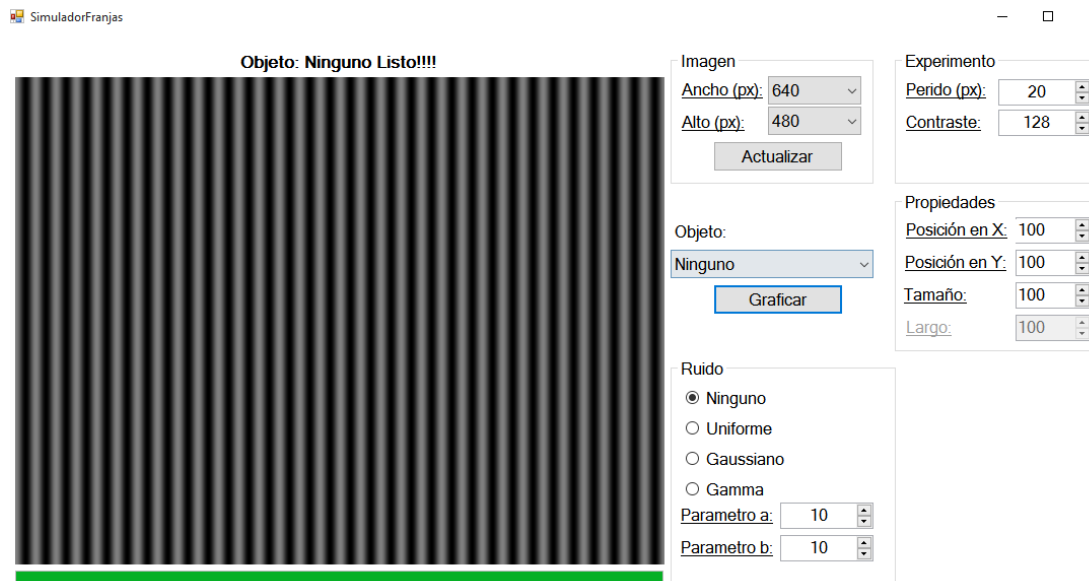 SimuladorFranjas
Objeto: Ninguno Listo!!!!
Imagen
Ancho (px): 640
Alto (px): 480
Actualizar
Experimento
Perido (px): 20
Contraste: 128
Objeto:
Ninguno
Graficar
Propiedades
Posición en X: 100
Posición en Y: 100
Tamaño: 100
Largo: 100
Ruido
Ninguno
Uniforme
Gaussiano
Gamma
Parametro a: 10
Parametro b: 10